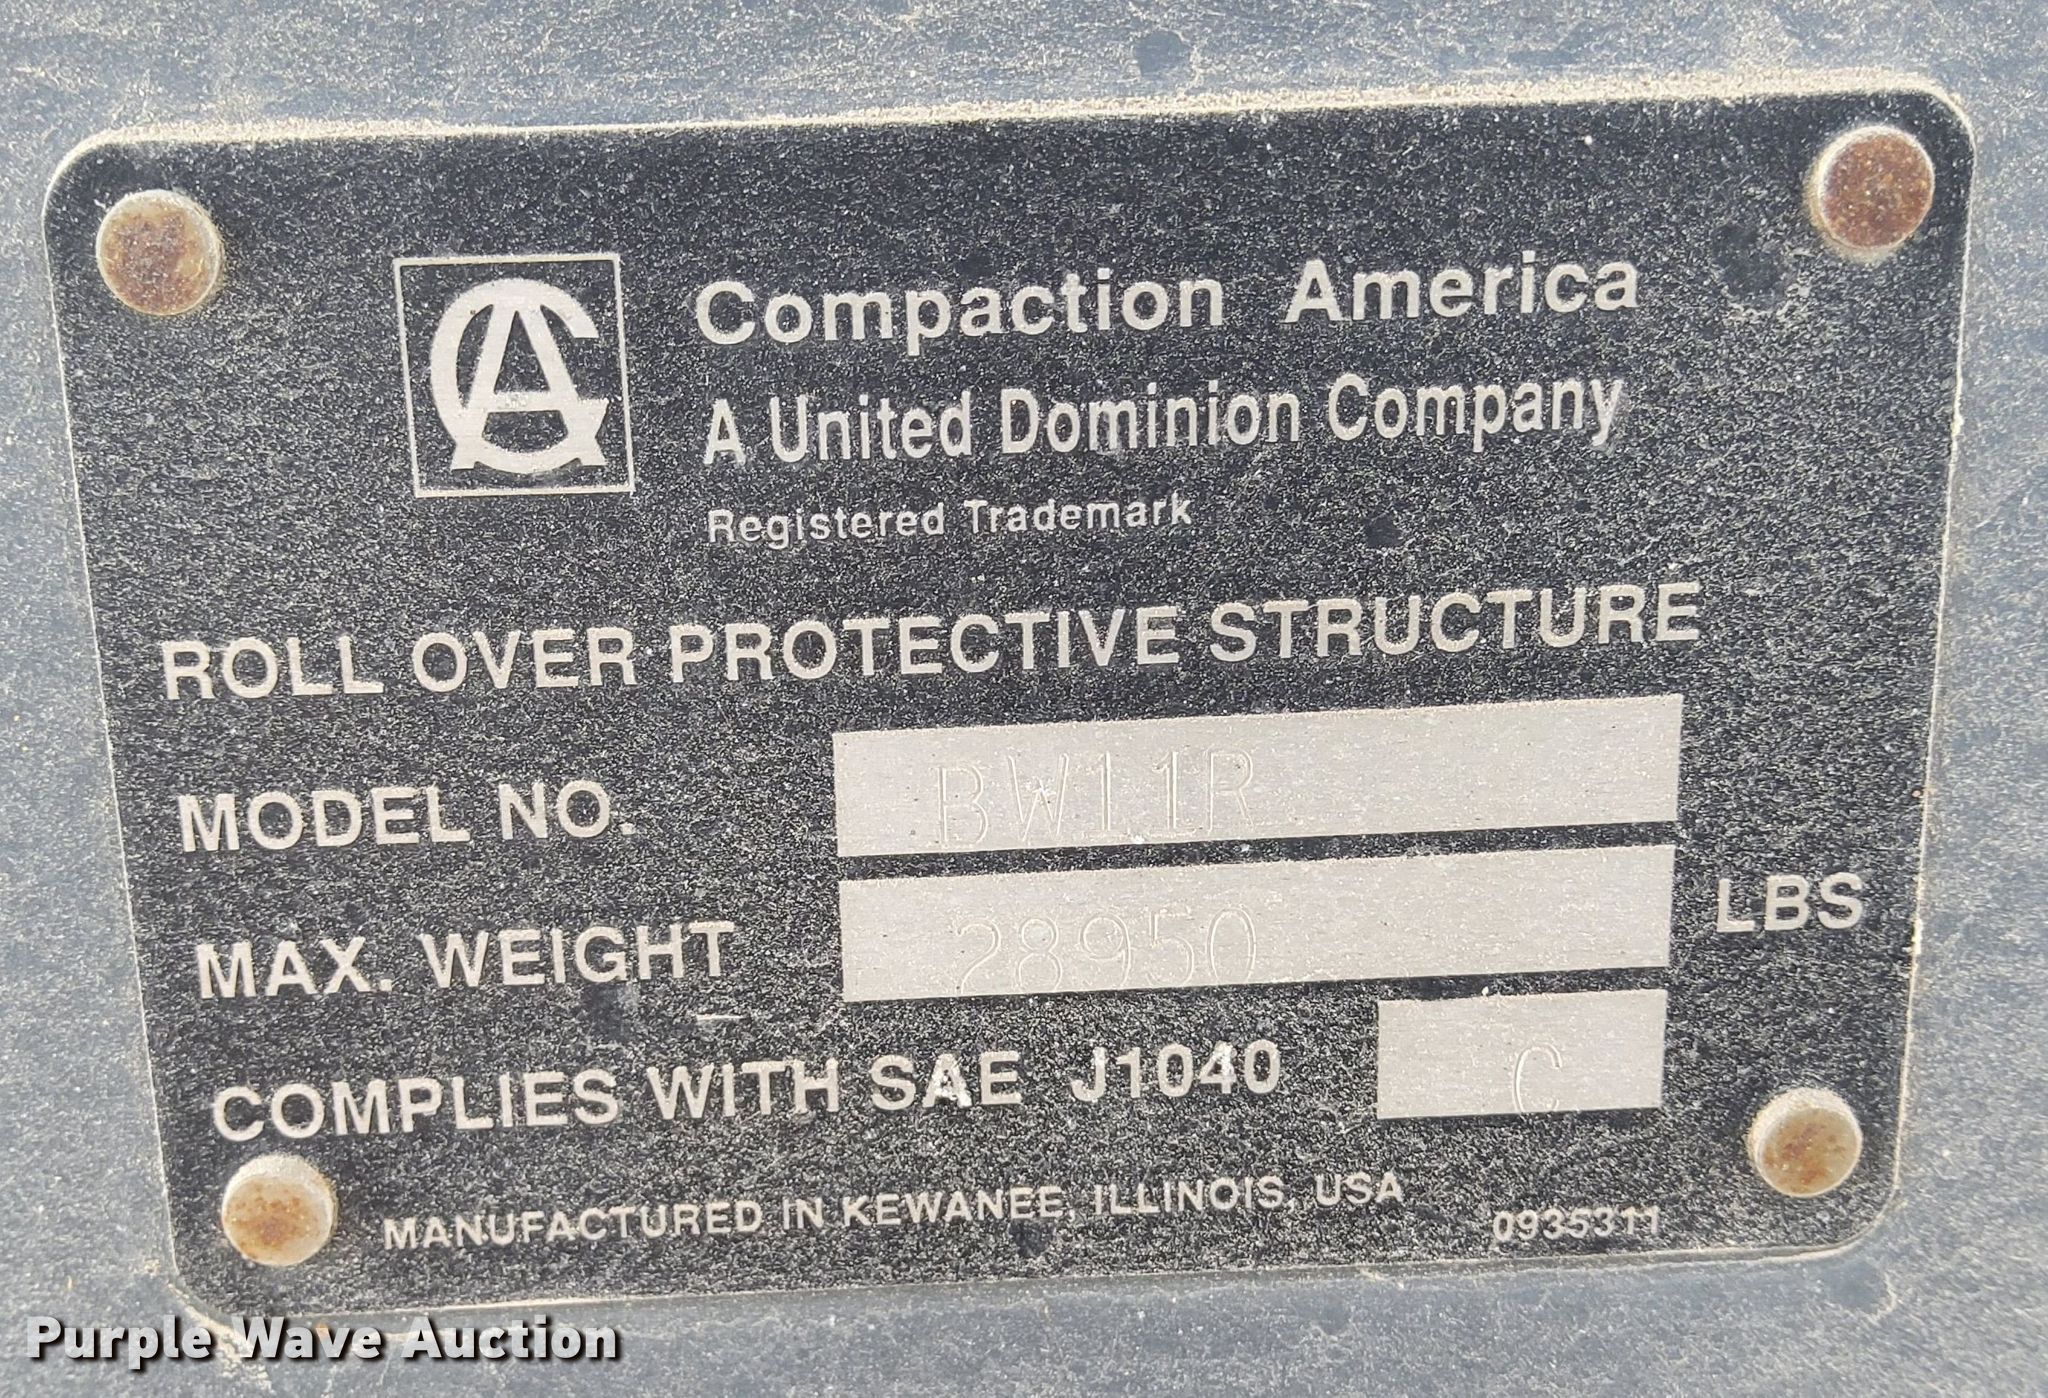 CA
Compaction America
A United Dominion Company
Registered Trademark
ROLL OVER PROTECTIVE STRUCTURE
MODEL NO. BW11R
MAX. WEIGHT 28950 LBS
COMPLIES WITH SAE J1040 C
MANUFACTURED IN KEWANEE, ILLINOIS, USA 0935311
Purple Wave Auction